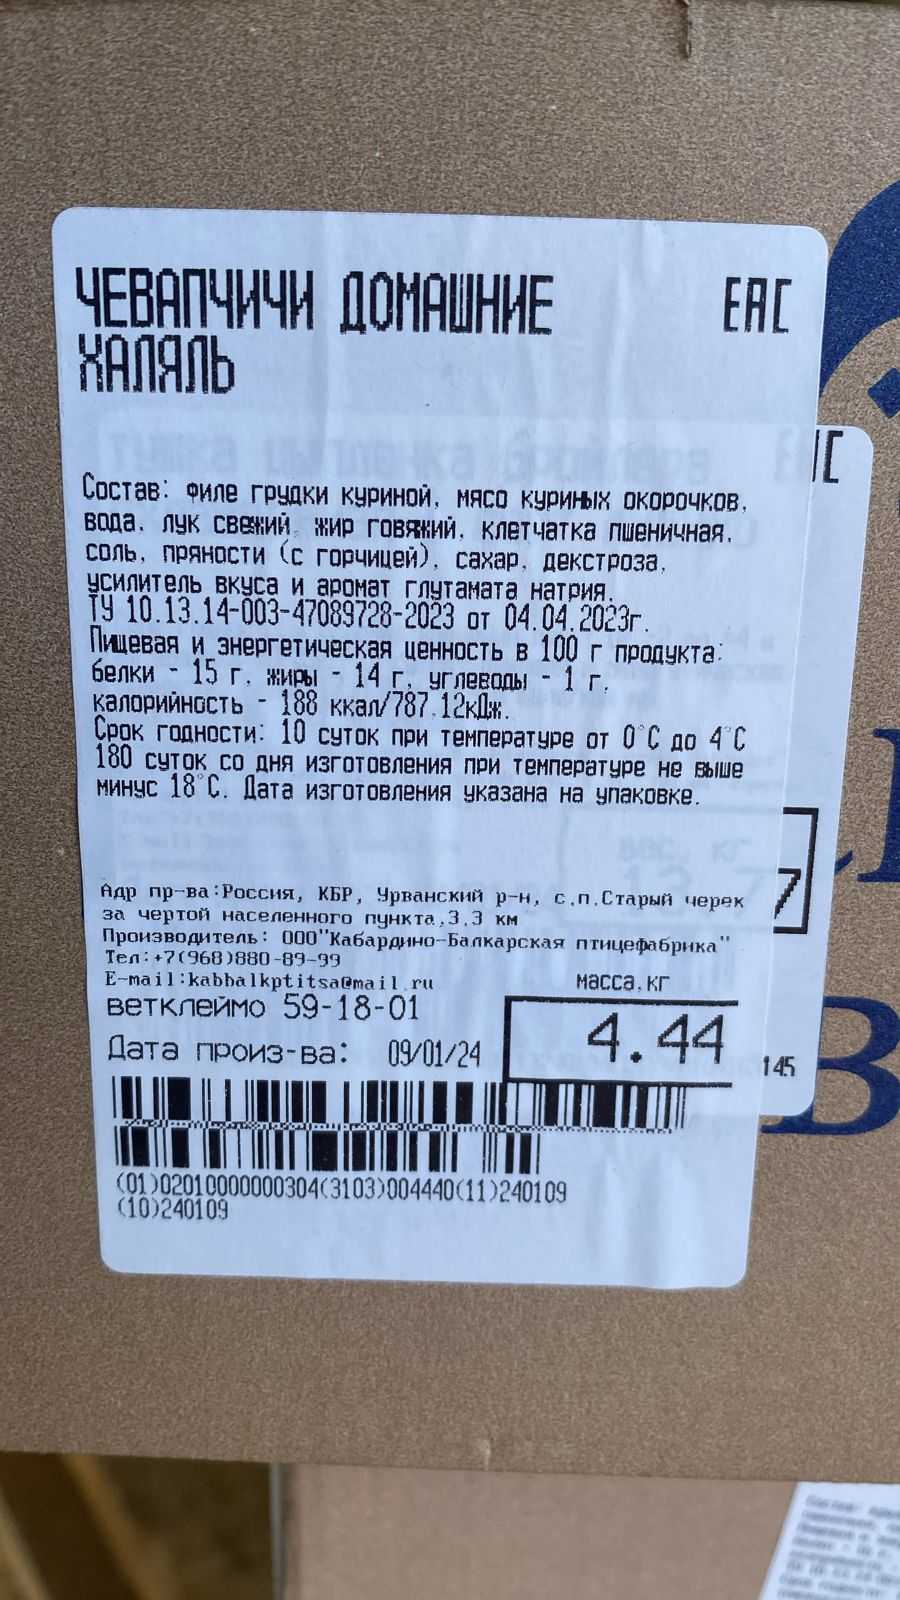 ЧЕВАПЧИЧИ ДОМАШНИЕ
ХАЛЯЛЬ
EAC
Состав: филе грудки куриной, мясо куриных окорочков,
вода, лук свежий, жир говяжий, клетчатка пшеничная,
соль, пряности (с горчицей), сахар, декстроза,
усилитель вкуса и аромат глутамата натрия.
ТУ 10.13.14-003-47089728-2023 от 04.04.2023г.
Пищевая и энергетическая ценность в 100 г продукта:
белки - 15 г, жиры - 14 г, углеводы - 1 г,
калорийность - 188 ккал/787.12кДж.
Срок годности: 10 суток при температуре от 0°С до 4°С
180 суток со дня изготовления при температуре не выше
минус 18°С. Дата изготовления указана на упаковке.
Адр пр-ва:Россия, КБР, Урванский р-н, с.п.Старый черек
за чертой населенного пункта,3,3 км
Производитель: ООО"Кабардино-Балкарская птицефабрика"
Тел:+7(968)880-89-99
E-mail:kabbalkptitsa@mail.ru
ветклеймо 59-18-01
масса,кг
4.44
Дата произ-ва: 09/01/24
(01)02010000000304(3103)004440(11)240109
(10)240109
7
145
В